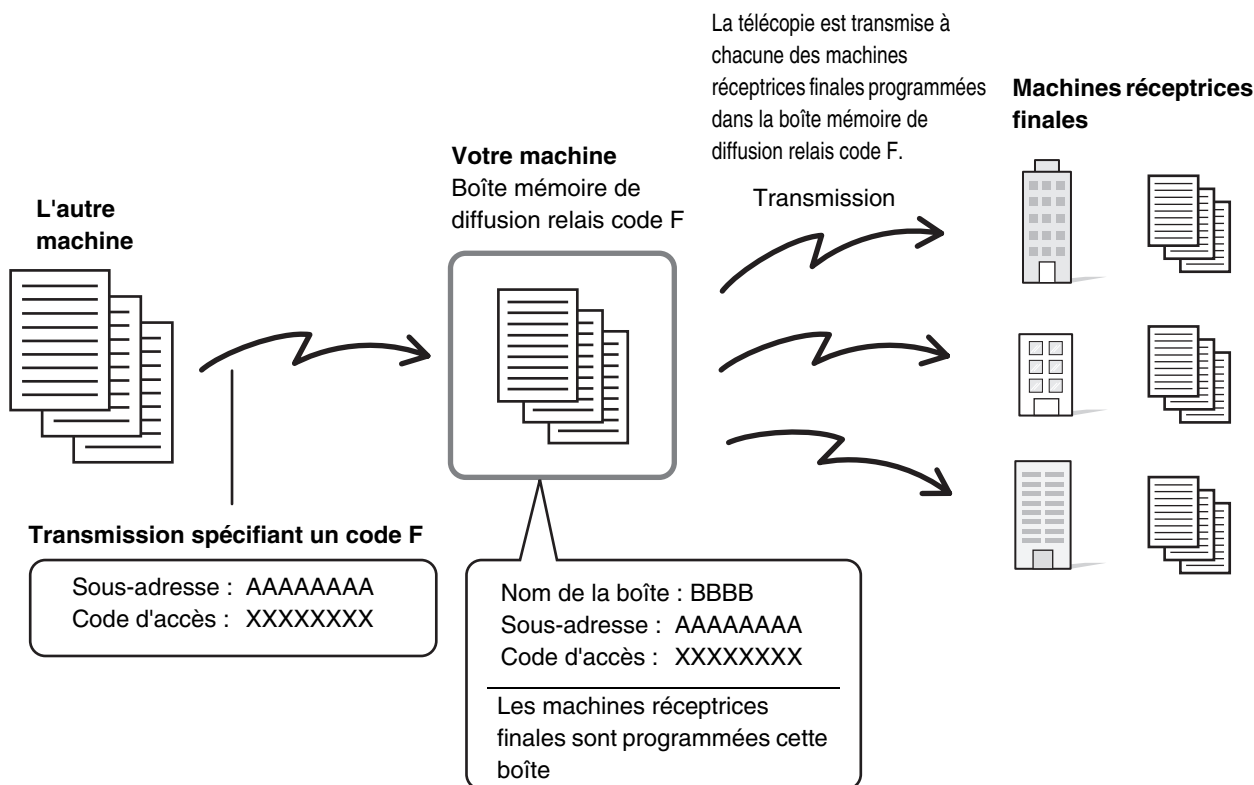 L'autre
machine
Transmission spécifiant un code F
Sous-adresse : AAAAAAAA
Code d'accès : XXXXXXXX
Votre machine
Boîte mémoire de
diffusion relais code F
Nom de la boîte : BBBB
Sous-adresse : AAAAAAAA
Code d'accès : XXXXXXXX
Les machines réceptrices
finales sont programmées cette
boîte
La télécopie est transmise à
chacune des machines
réceptrices finales programmées
dans la boîte mémoire de
diffusion relais code F.
Transmission
Machines réceptrices
finales